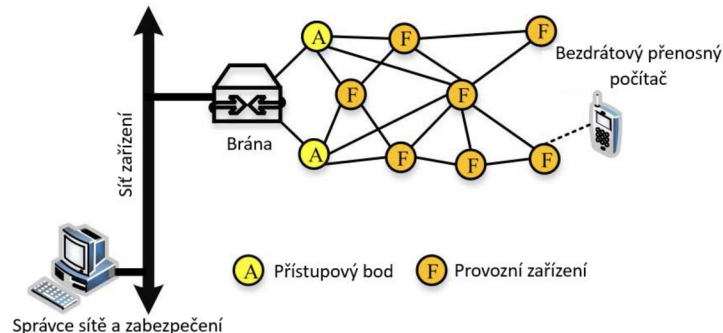 A
F
F
Bezdrátový přenosný
počítač
F
F
Brána
A
F
F
F
Síť zařízení
A Přístupový bod
F Provozní zařízení
Správce sítě a zabezpečení